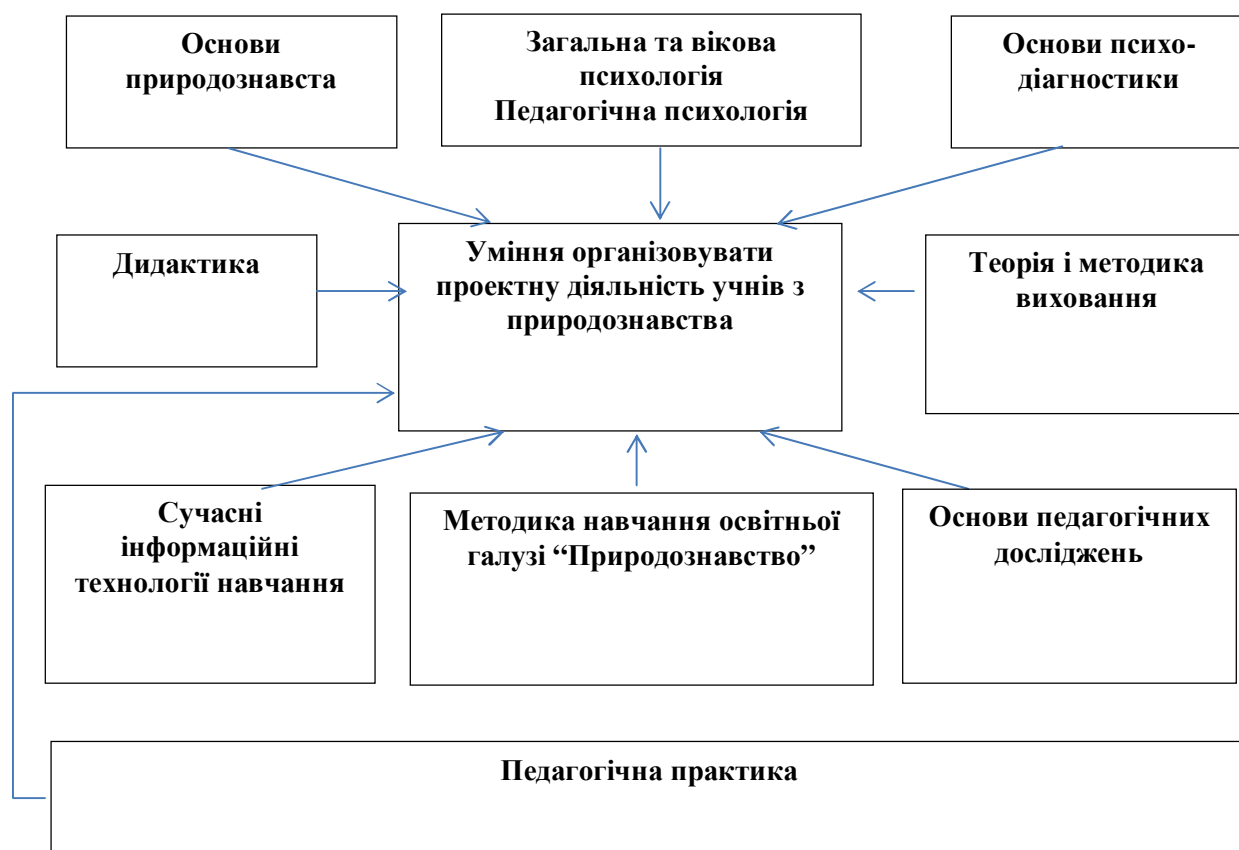 Основи
природознавста
Загальна та вікова
психологія
Педагогічна психологія
Основи психо-
діагностики
Дидактика
Уміння організовувати
проектну діяльність учнів з
природознавства
Теорія і методика
виховання
Сучасні
інформаційні
технології навчання
Методика навчання освітньої
галузі “Природознавство”
Основи педагогічних
досліджень
Педагогічна практика